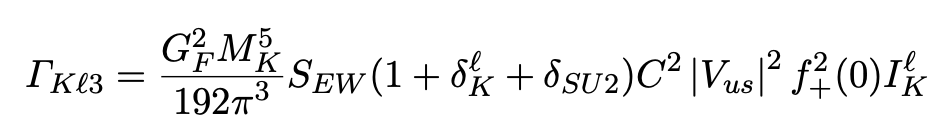 Γ_{Kℓ3} = \frac{G_F^2 M_K^5}{192π^3} S_{EW}(1 + δ_K^ℓ + δ_{SU2})C^2 |V_{us}|^2 f_+^2(0)I_K^ℓ